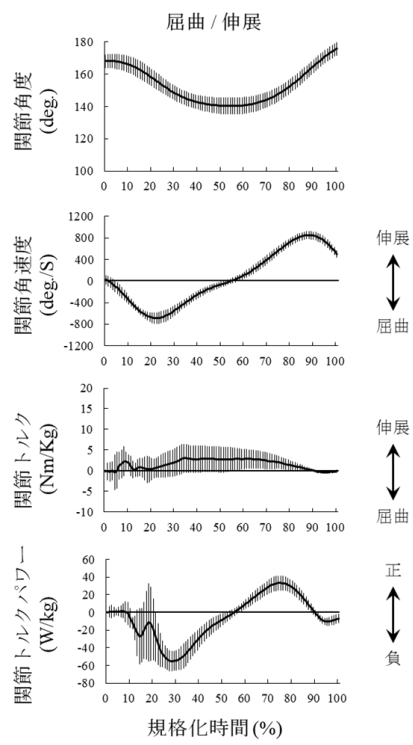 屈曲 / 伸展
関節角度
(deg.)
180
160
140
120
100
0 10 20 30 40 50 60 70 80 90 100
関節角速度
(deg./S)
1200
800
400
0
-400
-800
-1200
0 10 20 30 40 50 60 70 80 90 100
伸展
屈曲
関節トルク
(Nm/Kg)
20
15
10
5
0
-5
-10
0 10 20 30 40 50 60 70 80 90 100
伸展
屈曲
関節トルクパワー
(W/kg)
60
40
20
0
-20
-40
-60
-80
0 10 20 30 40 50 60 70 80 90 100
正
負
規格化時間 (%)